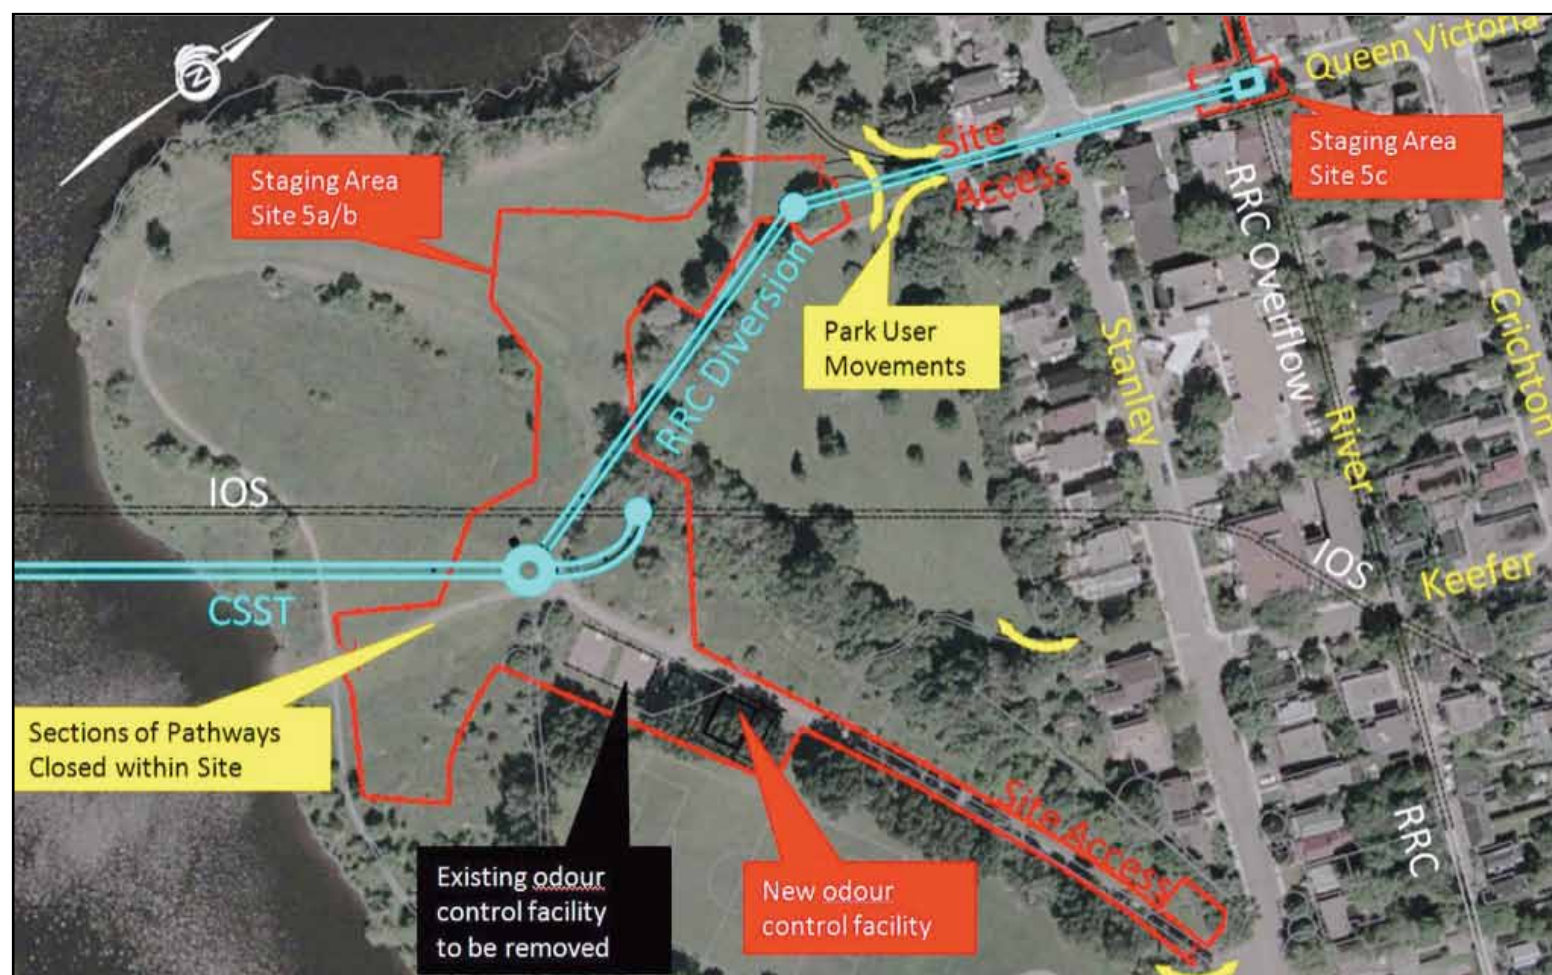 N
Queen Victoria
Staging Area
Site 5a/b
Site
Access
Staging Area
Site 5c
RRC Overflow
RRC Diversion
Park User
Movements
Stanley
River
Crichton
IOS
IOS
Keefer
CSST
Sections of Pathways
Closed within Site
Site Access
RRC
Existing odour
control facility
to be removed
New odour
control facility